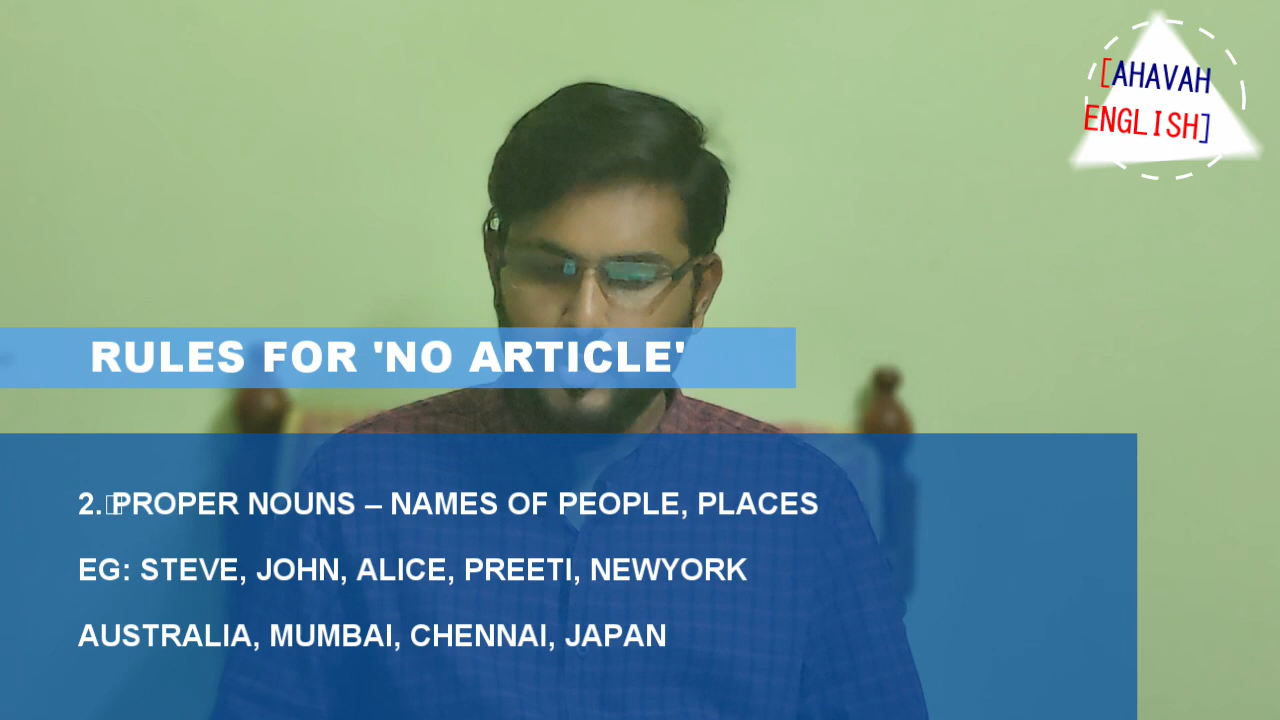 [AHAVAH
ENGLISH]
RULES FOR 'NO ARTICLE'
2. PROPER NOUNS – NAMES OF PEOPLE, PLACES
EG: STEVE, JOHN, ALICE, PREETI, NEWYORK
AUSTRALIA, MUMBAI, CHENNAI, JAPAN